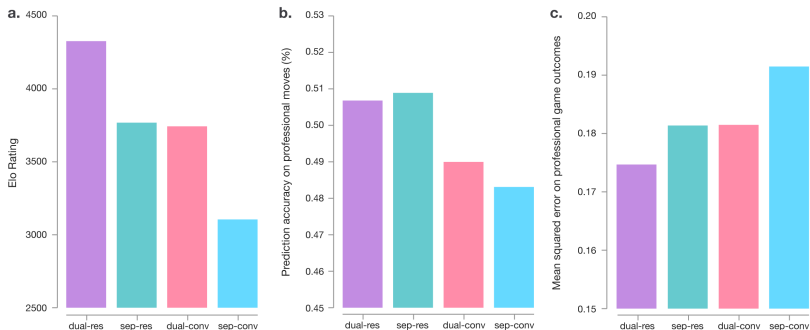 a.
Elo Rating
4500
4000
3500
3000
2500
dual-res sep-res dual-conv sep-conv
b.
Prediction accuracy on professional moves (%)
0.53
0.52
0.51
0.50
0.49
0.48
0.47
0.46
0.45
dual-res sep-res dual-conv sep-conv
c.
Mean squared error on professional game outcomes
0.20
0.19
0.18
0.17
0.16
0.15
dual-res sep-res dual-conv sep-conv